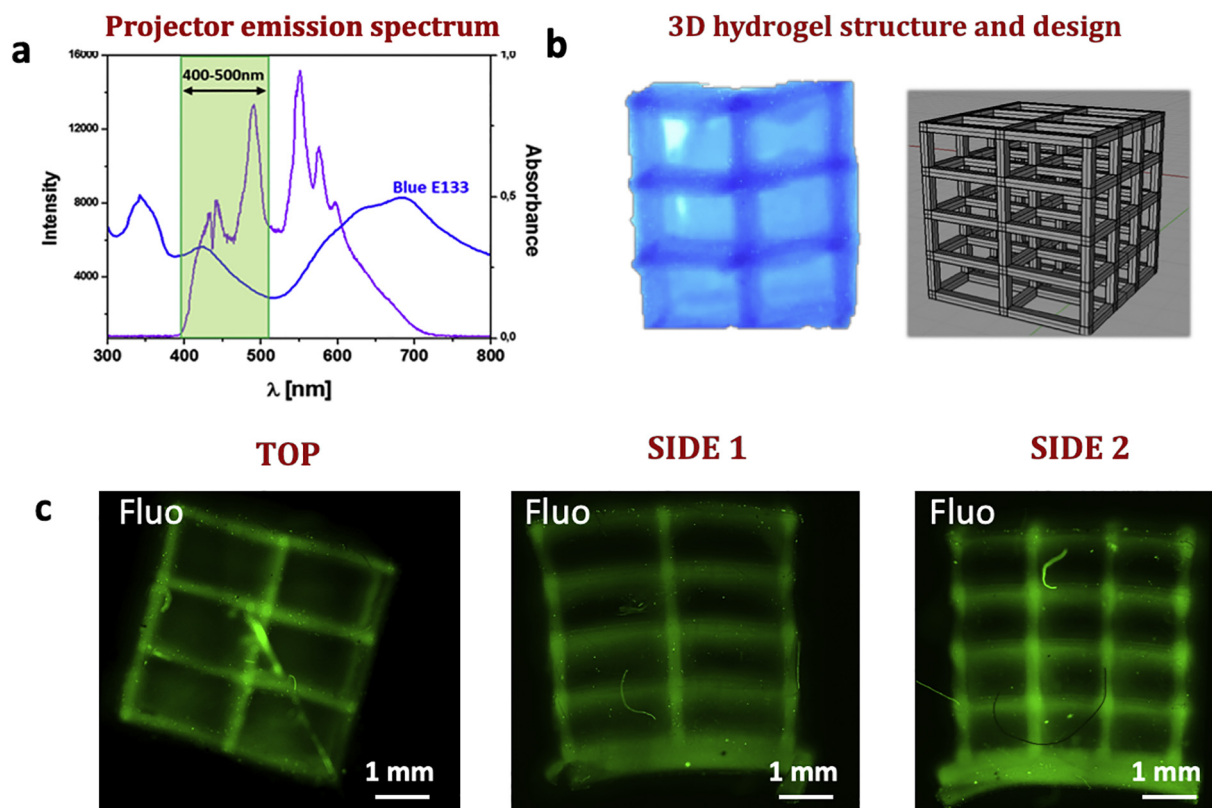 Projector emission spectrum
3D hydrogel structure and design
a
b
16000
1,0
400-500nm
12000
Blue E133
Intensity
8000
0,5
Absorbance
4000
0,0
300 400 500 600 700 800
λ [nm]
TOP
SIDE 1
SIDE 2
c
Fluo
Fluo
Fluo
1 mm
1 mm
1 mm